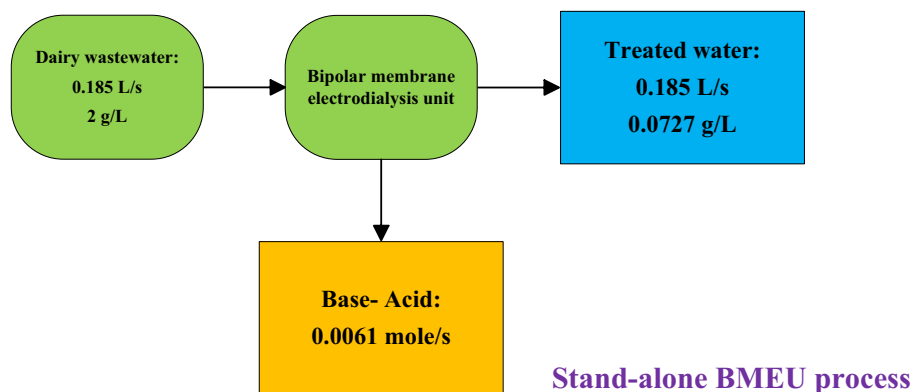 Dairy wastewater:
0.185 L/s
2 g/L
Bipolar membrane
electrodialysis unit
Treated water:
0.185 L/s
0.0727 g/L
Base- Acid:
0.0061 mole/s
Stand-alone BMEU process